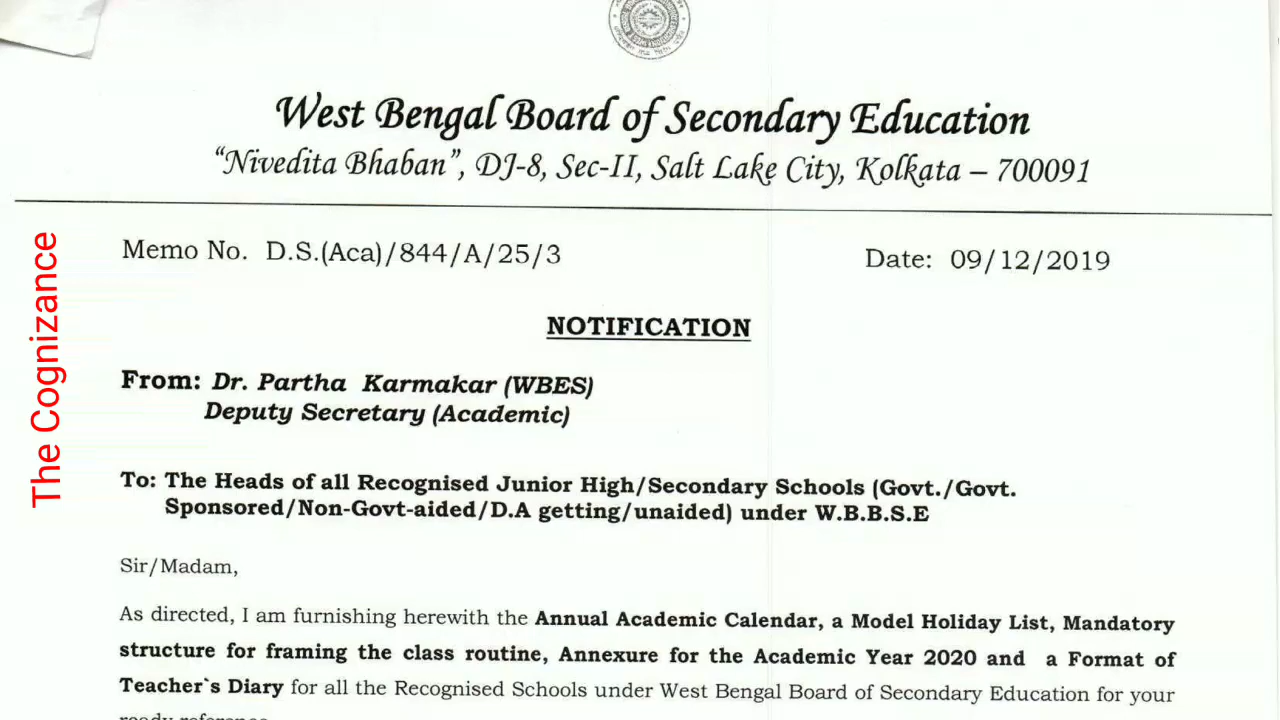 West Bengal Board of Secondary Education
“Nivedita Bhaban”, DJ-8, Sec-II, Salt Lake City, Kolkata – 700091
Memo No. D.S.(Aca)/844/A/25/3 Date: 09/12/2019
NOTIFICATION
From: Dr. Partha Karmakar (WBES)
Deputy Secretary (Academic)
To: The Heads of all Recognised Junior High/Secondary Schools (Govt./Govt.
Sponsored/Non-Govt-aided/D.A getting/unaided) under W.B.B.S.E
Sir/Madam,
As directed, I am furnishing herewith the Annual Academic Calendar, a Model Holiday List, Mandatory
structure for framing the class routine, Annexure for the Academic Year 2020 and a Format of
Teacher`s Diary for all the Recognised Schools under West Bengal Board of Secondary Education for your
ready reference.
The Cognizance